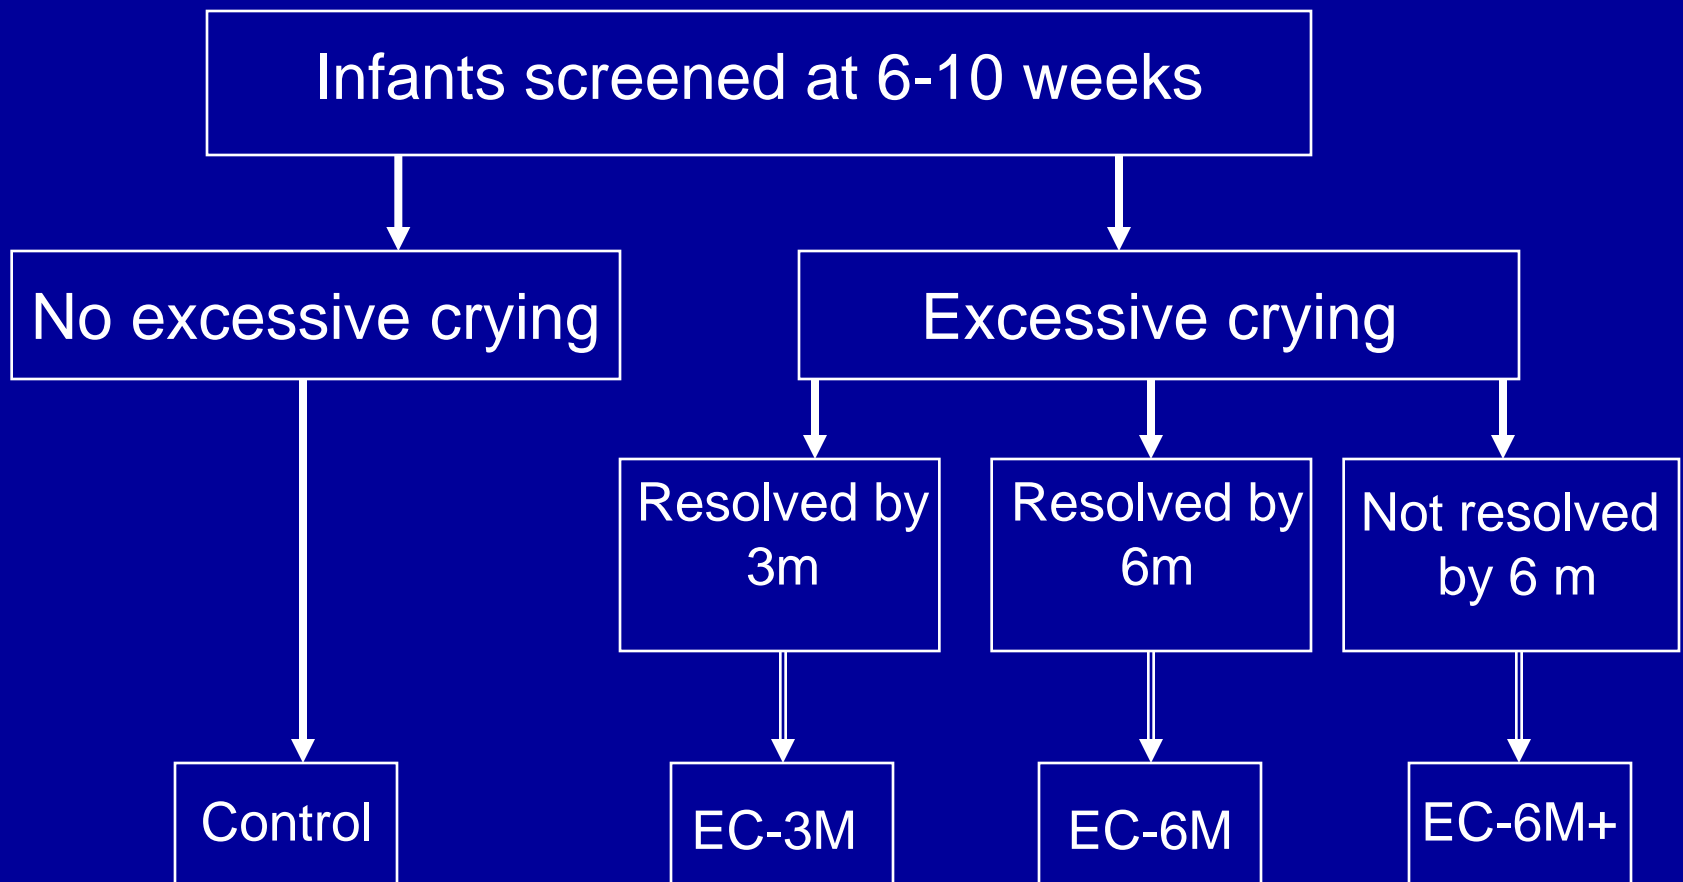 Infants screened at 6-10 weeks
No excessive crying
Excessive crying
Resolved by
3m
Resolved by
6m
Not resolved
by 6 m
Control
EC-3M
EC-6M
EC-6M+